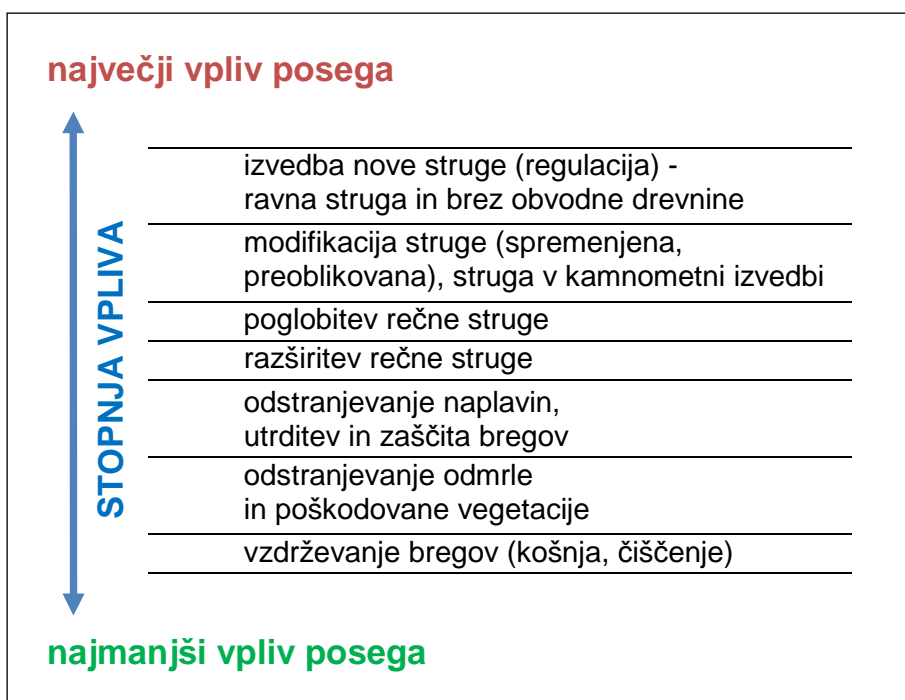 največji vpliv posega
STOPNJA VPLIVA
izvedba nove struge (regulacija) -
ravna struga in brez obvodne drevnine
modifikacija struge (spremenjena,
preoblikovana), struga v kamnometni izvedbi
poglobitev rečne struge
razširitev rečne struge
odstranjevanje naplavin,
utrditev in zaščita bregov
odstranjevanje odmrle
in poškodovane vegetacije
vzdrževanje bregov (košnja, čiščenje)
najmanjši vpliv posega